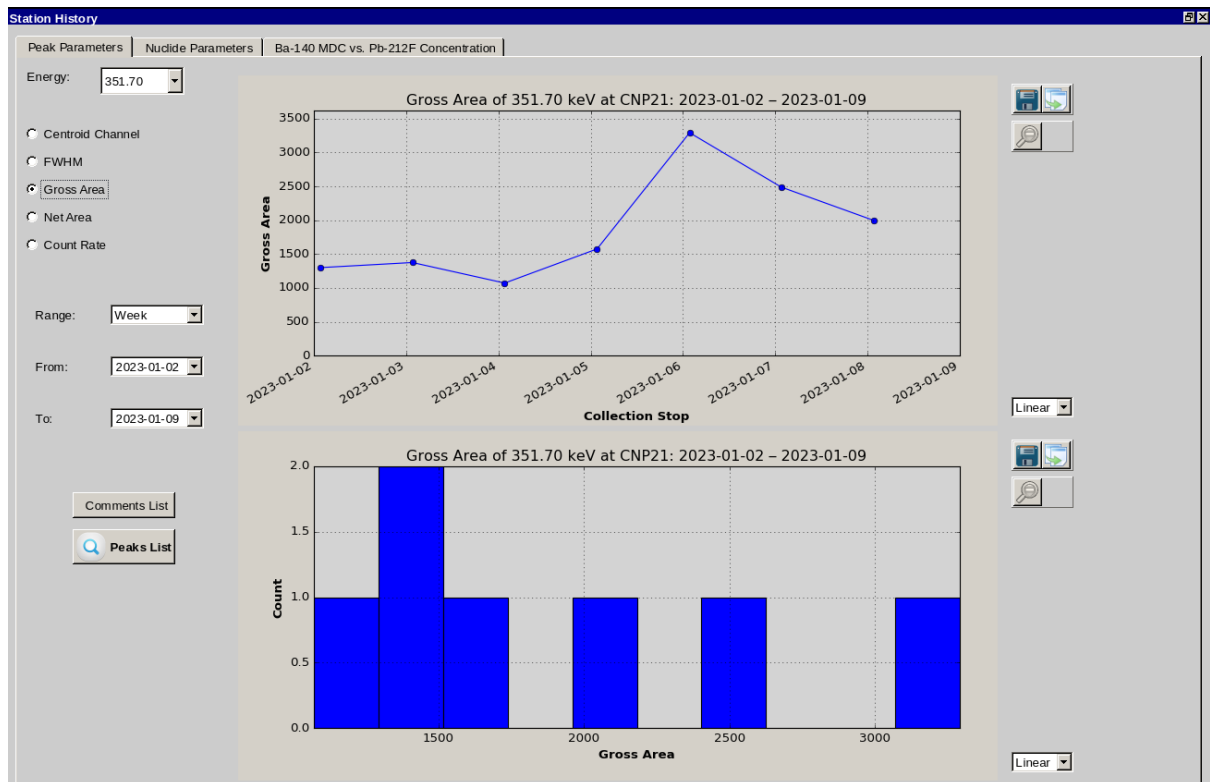 Station History
Peak Parameters Nuclide Parameters Ba-140 MDC vs. Pb-212F Concentration
Energy: 351.70
Centroid Channel
FWHM
Gross Area
Net Area
Count Rate
Range: Week
From: 2023-01-02
To: 2023-01-09
Comments List
Peaks List
Gross Area of 351.70 keV at CNP21: 2023-01-02 – 2023-01-09
3500
3000
2500
2000
1500
1000
500
0
Gross Area
2023-01-02 2023-01-03 2023-01-04 2023-01-05 2023-01-06 2023-01-07 2023-01-08 2023-01-09
Collection Stop
Linear
Gross Area of 351.70 keV at CNP21: 2023-01-02 – 2023-01-09
2.0
1.5
1.0
0.5
0.0
Count
1500 2000 2500 3000
Gross Area
Linear